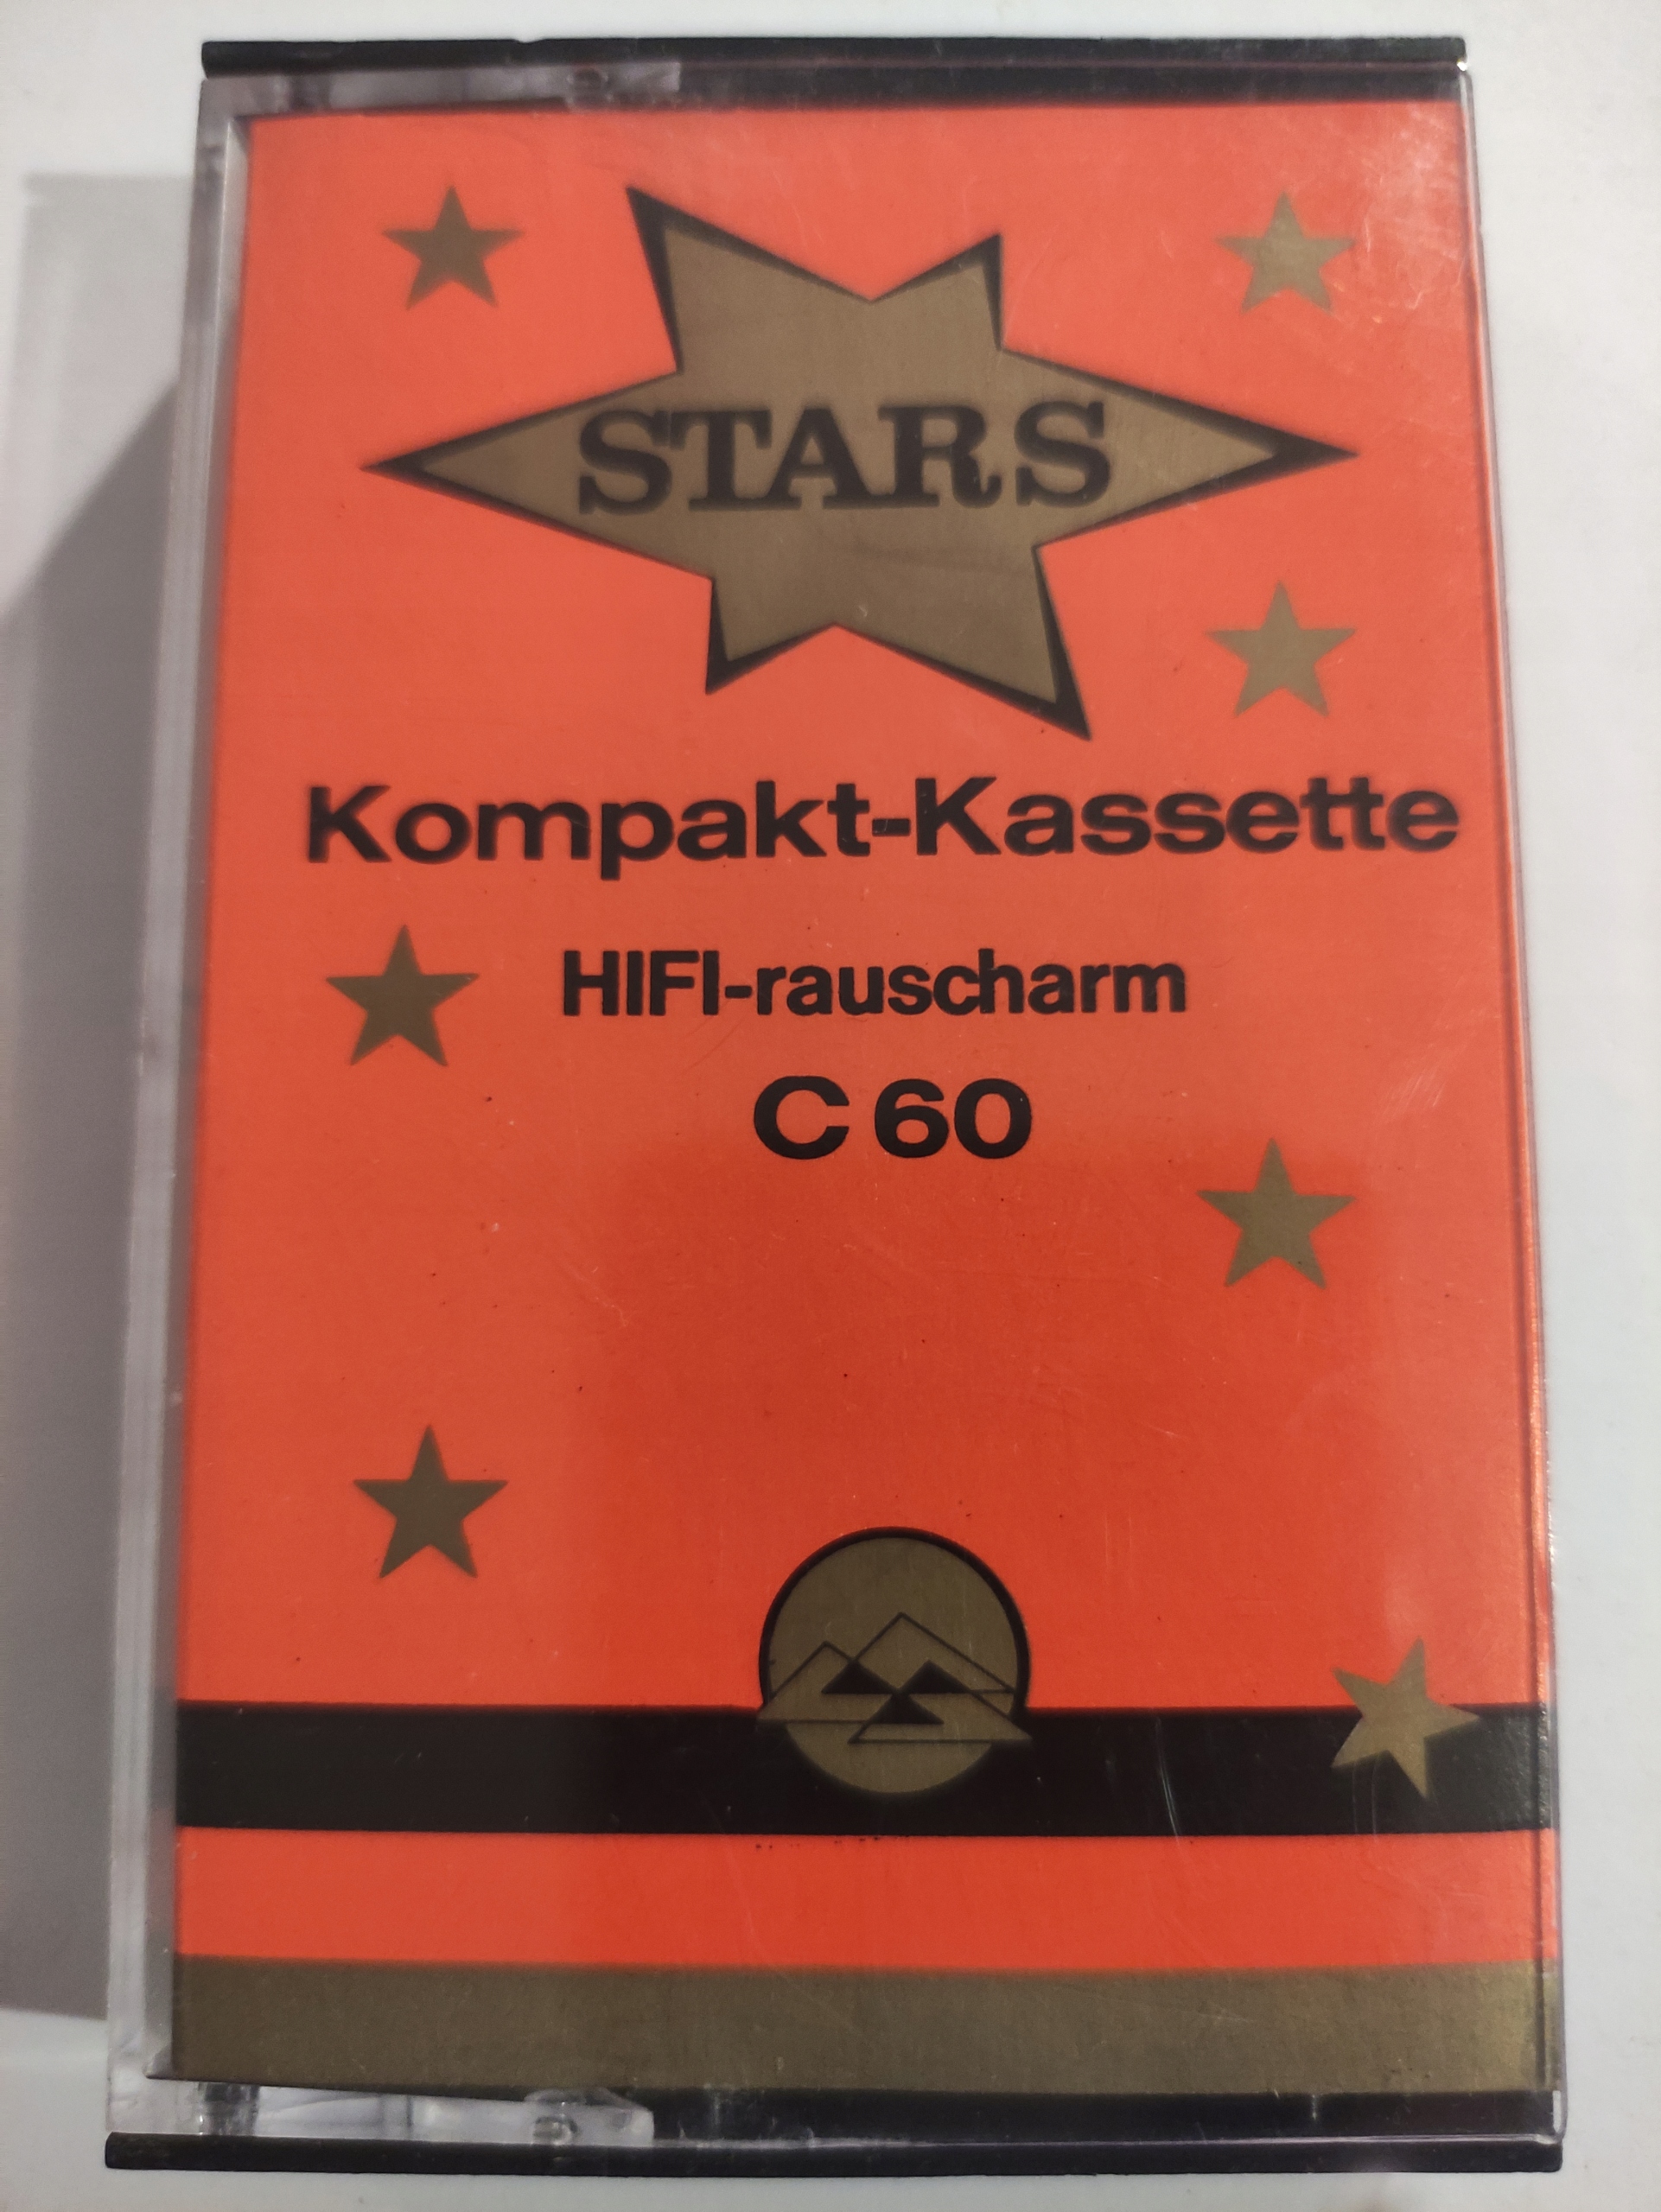 STARS
Kompakt-Kassette
HIFI-rauscharm
C 60